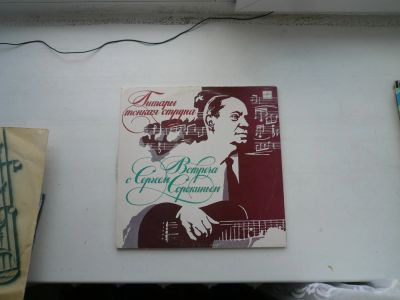 Гитары
тонкая струна
Встреча
с Сергеем
Сорокиным